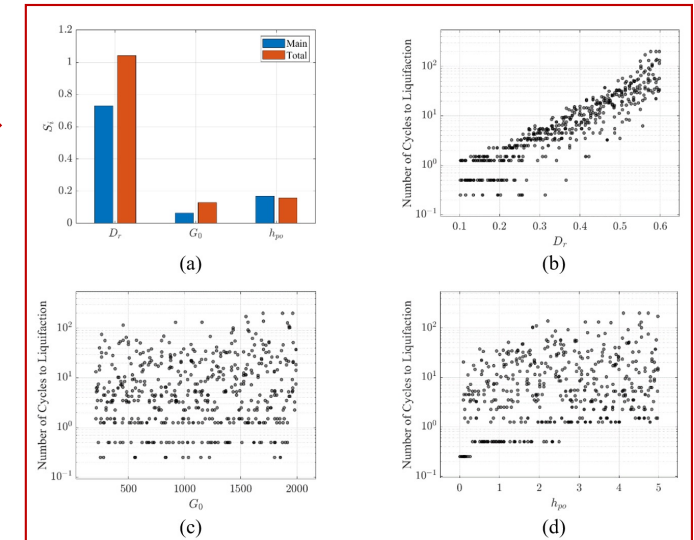 1.2
1
0.8
0.6
0.4
0.2
0
S_i
Main
Total
D_r
G_0
h_{po}
(a)
Number of Cycles to Liquifaction
10^2
10^1
10^0
10^{-1}
0.1 0.2 0.3 0.4 0.5 0.6
D_r
(b)
Number of Cycles to Liquifaction
10^2
10^1
10^0
10^{-1}
500 1000 1500 2000
G_0
(c)
Number of Cycles to Liquifaction
10^2
10^1
10^0
10^{-1}
0 1 2 3 4 5
h_{po}
(d)